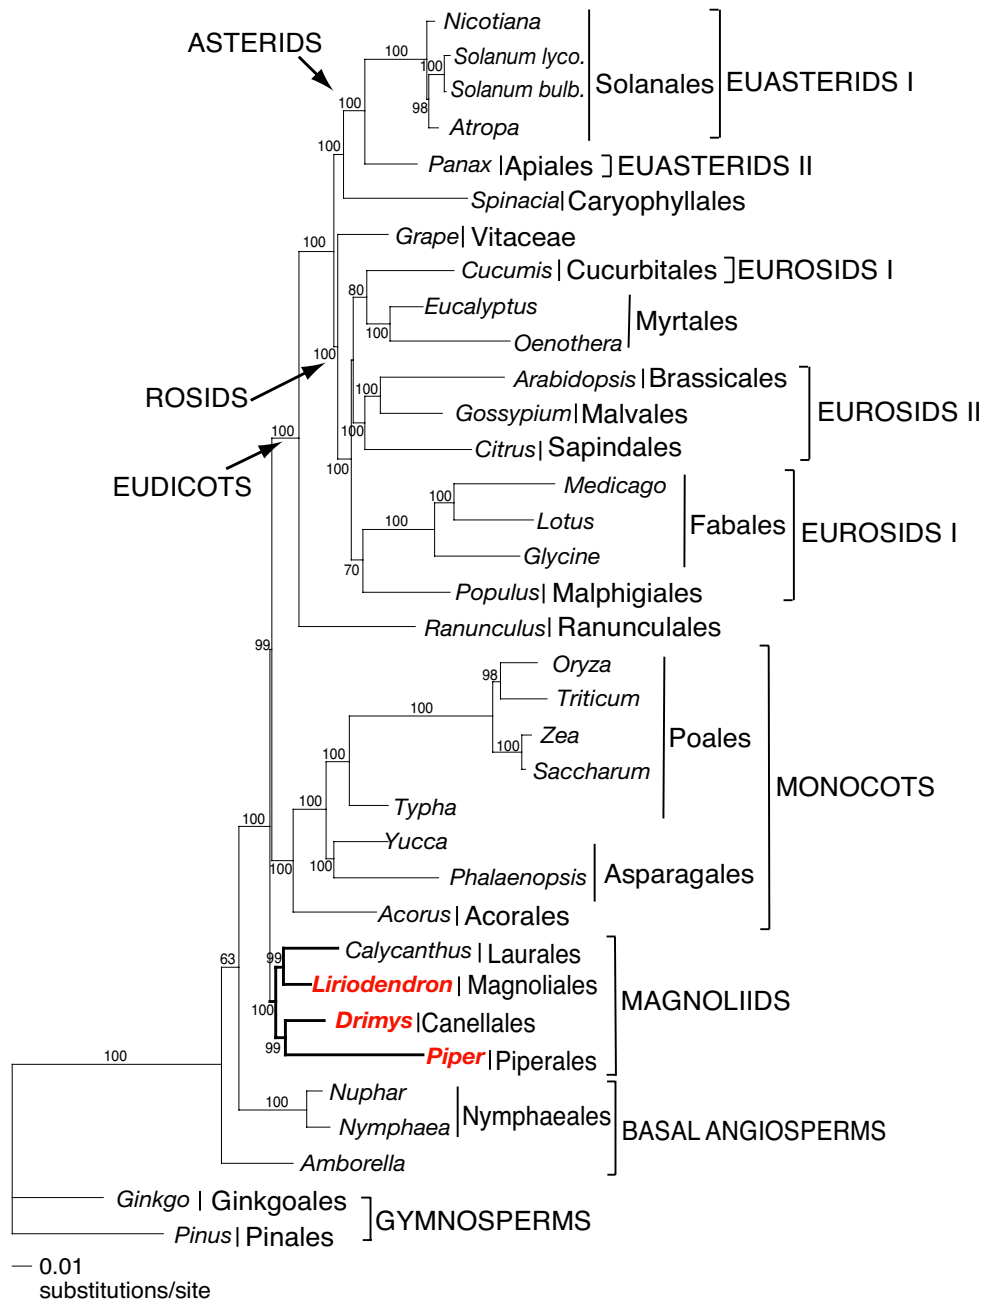 ASTERIDS
Nicotiana
100
Solanum lyco.
100
Solanum bulb.
98
Atropa
Solanales
EUASTERIDS I
100
Panax
Apiales
EUASTERIDS II
100
Spinacia
Caryophyllales
100
Grape
Vitaceae
Cucumis
Cucurbitales
EUROSIDS I
80
Eucalyptus
100
Oenothera
Myrtales
100
ROSIDS
Arabidopsis
Brassicales
100
Gossypium
Malvales
100
Citrus
Sapindales
EUROSIDS II
100
EUDICOTS
100
Medicago
100
Lotus
100
Glycine
Fabales
EUROSIDS I
70
Populus
Malphigiales
Ranunculus
Ranunculales
99
Oryza
98
Triticum
100
Zea
100
Saccharum
Poales
100
Typha
MONOCOTS
100
Yucca
100
Phalaenopsis
Asparagales
100
100
Acorus
Acorales
Calycanthus
Laurales
99
63
Liriodendron
Magnoliales
MAGNOLIIDS
100
Drimys
Canellales
99
Piper
Piperales
100
Nuphar
100
Nymphaea
Nymphaeales
BASAL ANGIOSPERMS
Amborella
Ginkgo
Ginkgoales
GYMNOSPERMS
Pinus
Pinales
0.01
substitutions/site